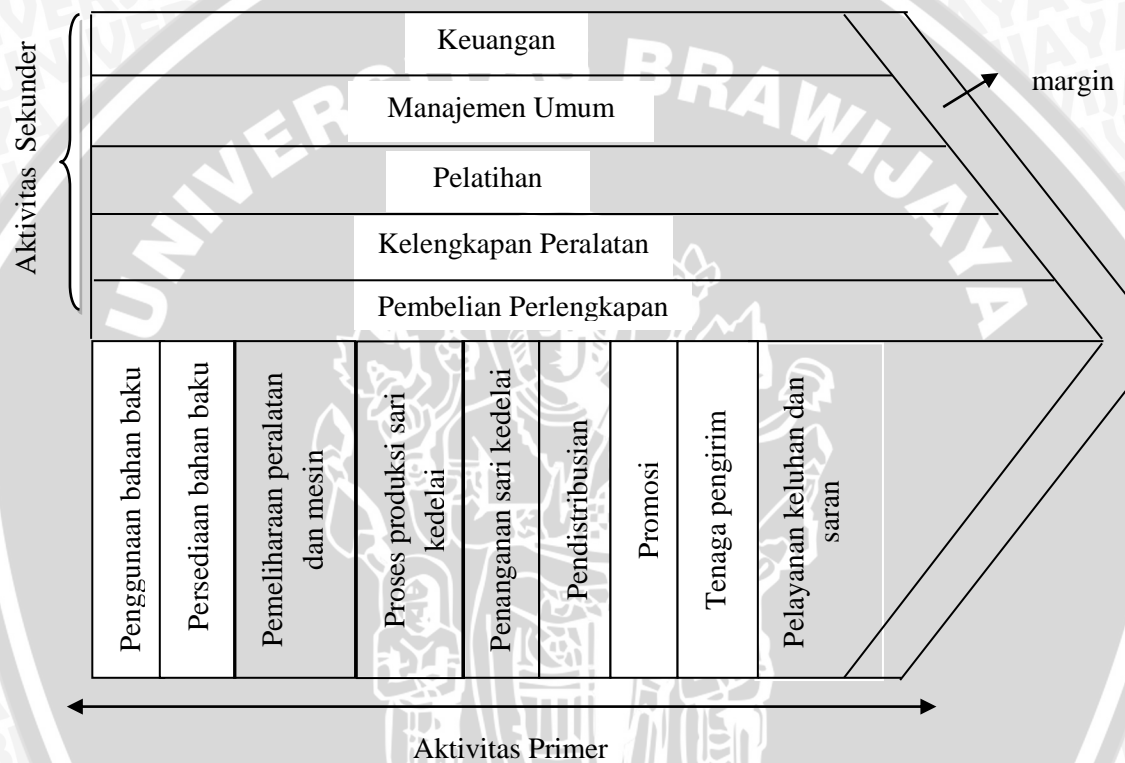 Aktivitas Sekunder
Keuangan
Manajemen Umum
Pelatihan
Kelengkapan Peralatan
Pembelian Perlengkapan
margin
Penggunaan bahan baku
Persediaan bahan baku
Pemeliharaan peralatan
dan mesin
Proses produksi sari
kedelai
Penanganan sari kedelai
Pendistribusian
Promosi
Tenaga pengirim
Pelayanan keluhan dan
saran
Aktivitas Primer
UNIVERSITAS BRAWIJAYA